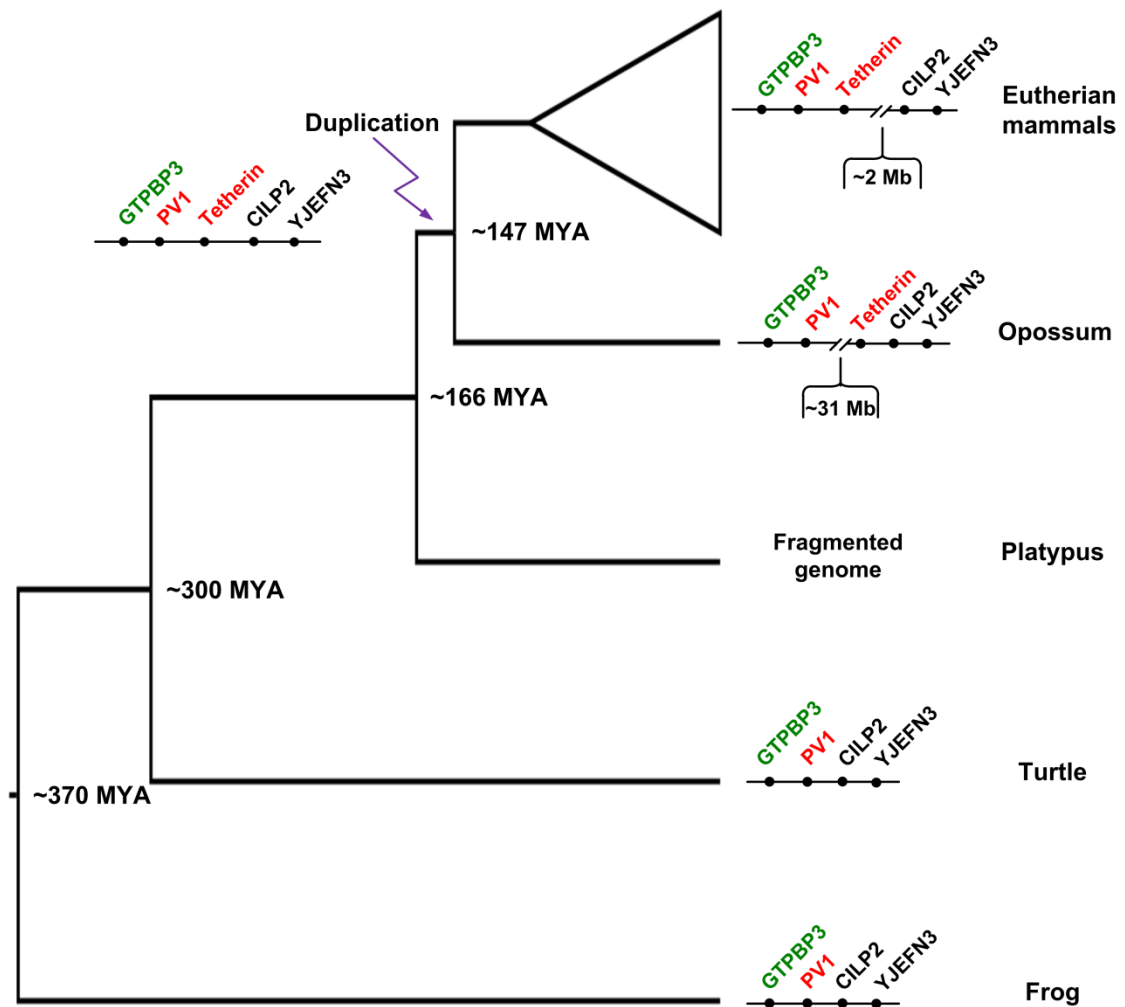 GTPBP3
PV1
Tetherin
CILP2
YJEFN3
Eutherian
mammals
~2 Mb
Duplication
GTPBP3
PV1
Tetherin
CILP2
YJEFN3
~147 MYA
GTPBP3
PV1
Tetherin
CILP2
YJEFN3
Opossum
~31 Mb
~166 MYA
Fragmented
genome
Platypus
~300 MYA
GTPBP3
PV1
CILP2
YJEFN3
Turtle
~370 MYA
GTPBP3
PV1
CILP2
YJEFN3
Frog